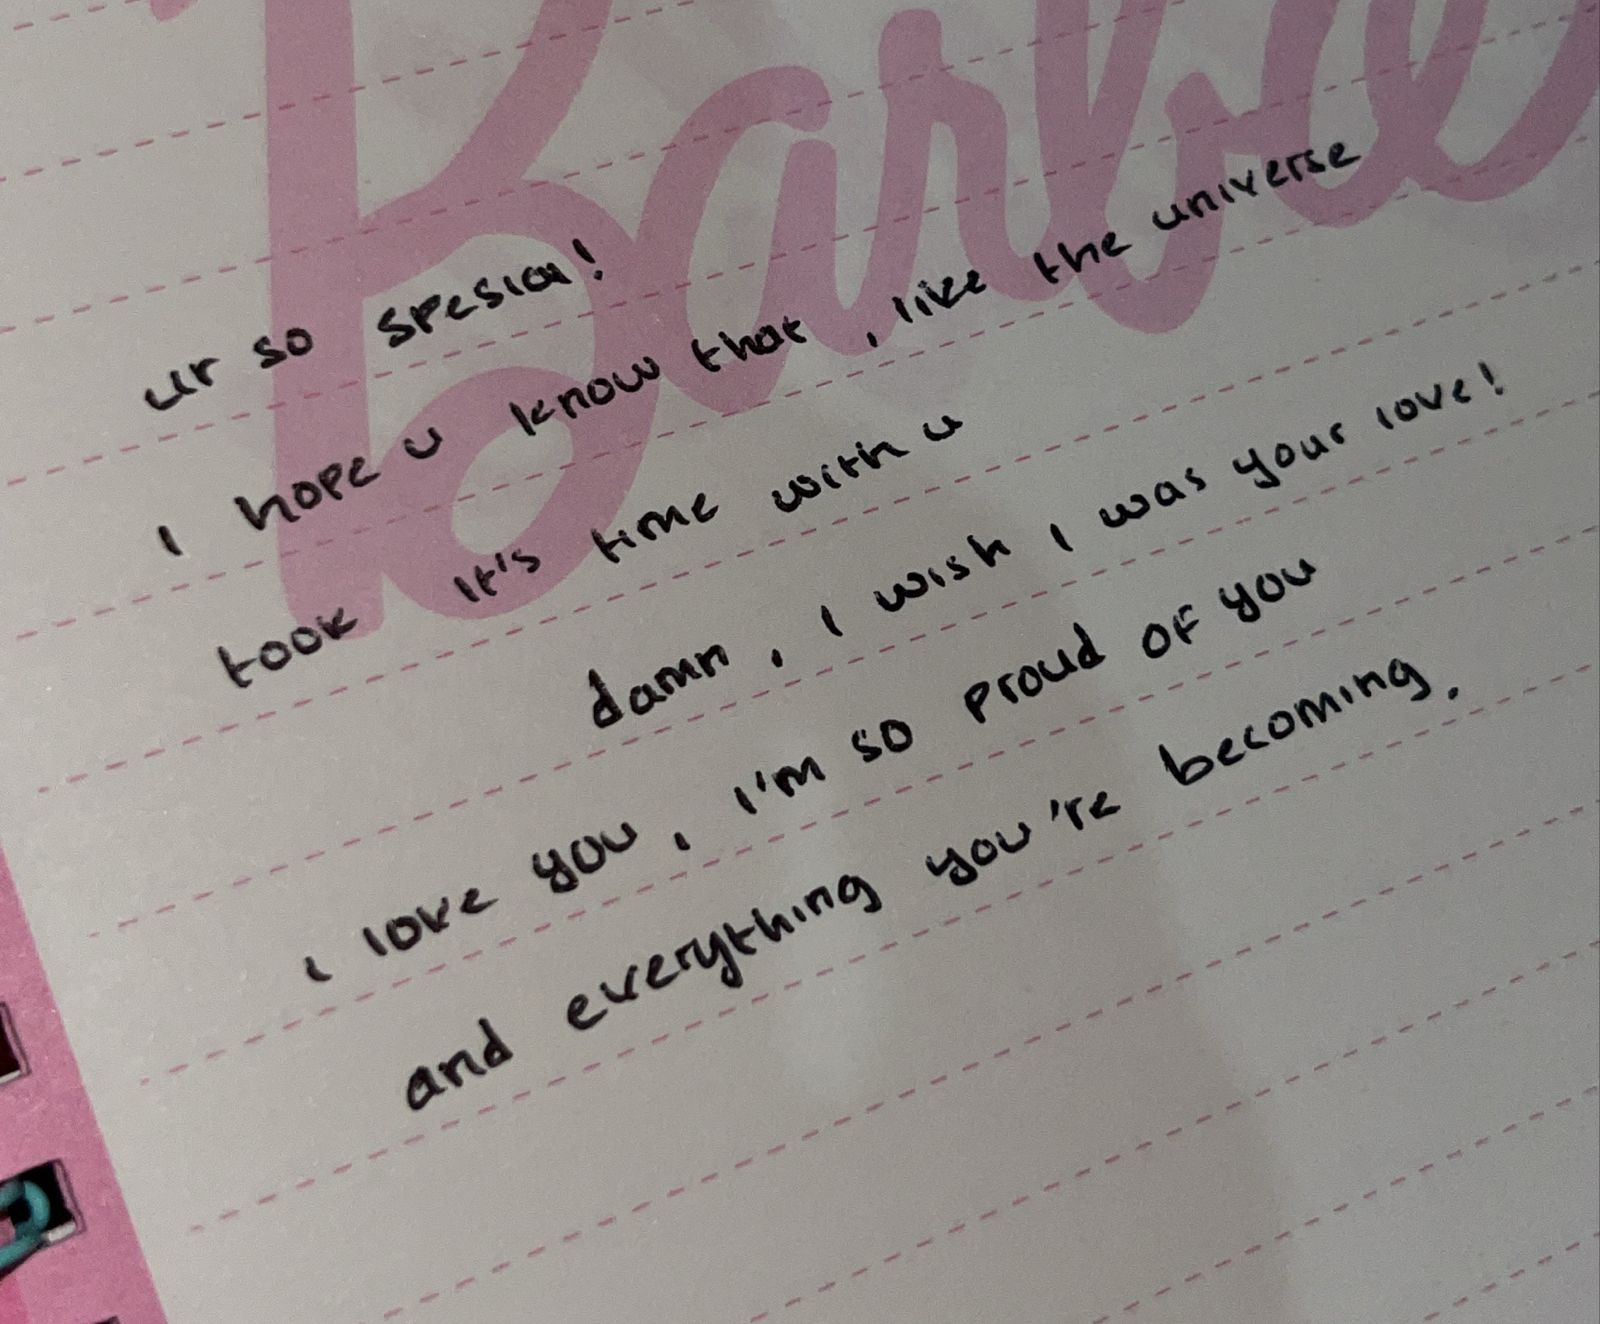 Barbie
ur so spesial!
I hope u know that, like the universe
took it's time with u
damn, I wish I was your love!
I love you, I'm so proud of you
and everything you're becoming.